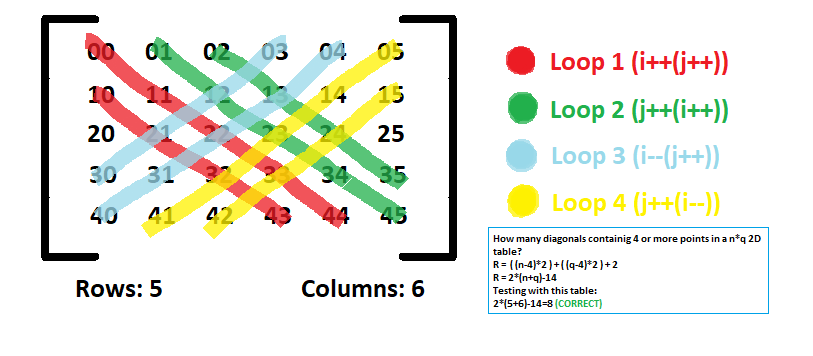 00 01 02 03 04 05
10 11 12 13 14 15
20 21 22 23 24 25
30 31 32 33 34 35
40 41 42 43 44 45
Rows: 5 Columns: 6
Loop 1 (i++(j++))
Loop 2 (j++(i++))
Loop 3 (i--(j++))
Loop 4 (j++(i--))
How many diagonals containig 4 or more points in a n*q 2D
table?
R = ((n-4)*2)+((q-4)*2)+2
R = 2*(n+q)-14
Testing with this table:
2*(5+6)-14=8 (CORRECT)